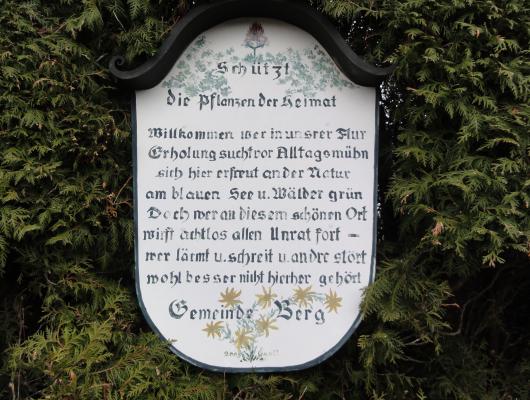 Schützt
die Pflanzen der Heimat
Willkommen wer in unsrer Flur
Erholung sucht vor Alltagsmühn
sich hier erfreut an der Natur
am blauen See u. Wälder grün
Doch wer an diesem schönen Ort
wirft achtlos allen Unrat fort –
wer lärmt u. schreit u. andre stört
wohl besser nicht hierher gehört
Gemeinde Berg